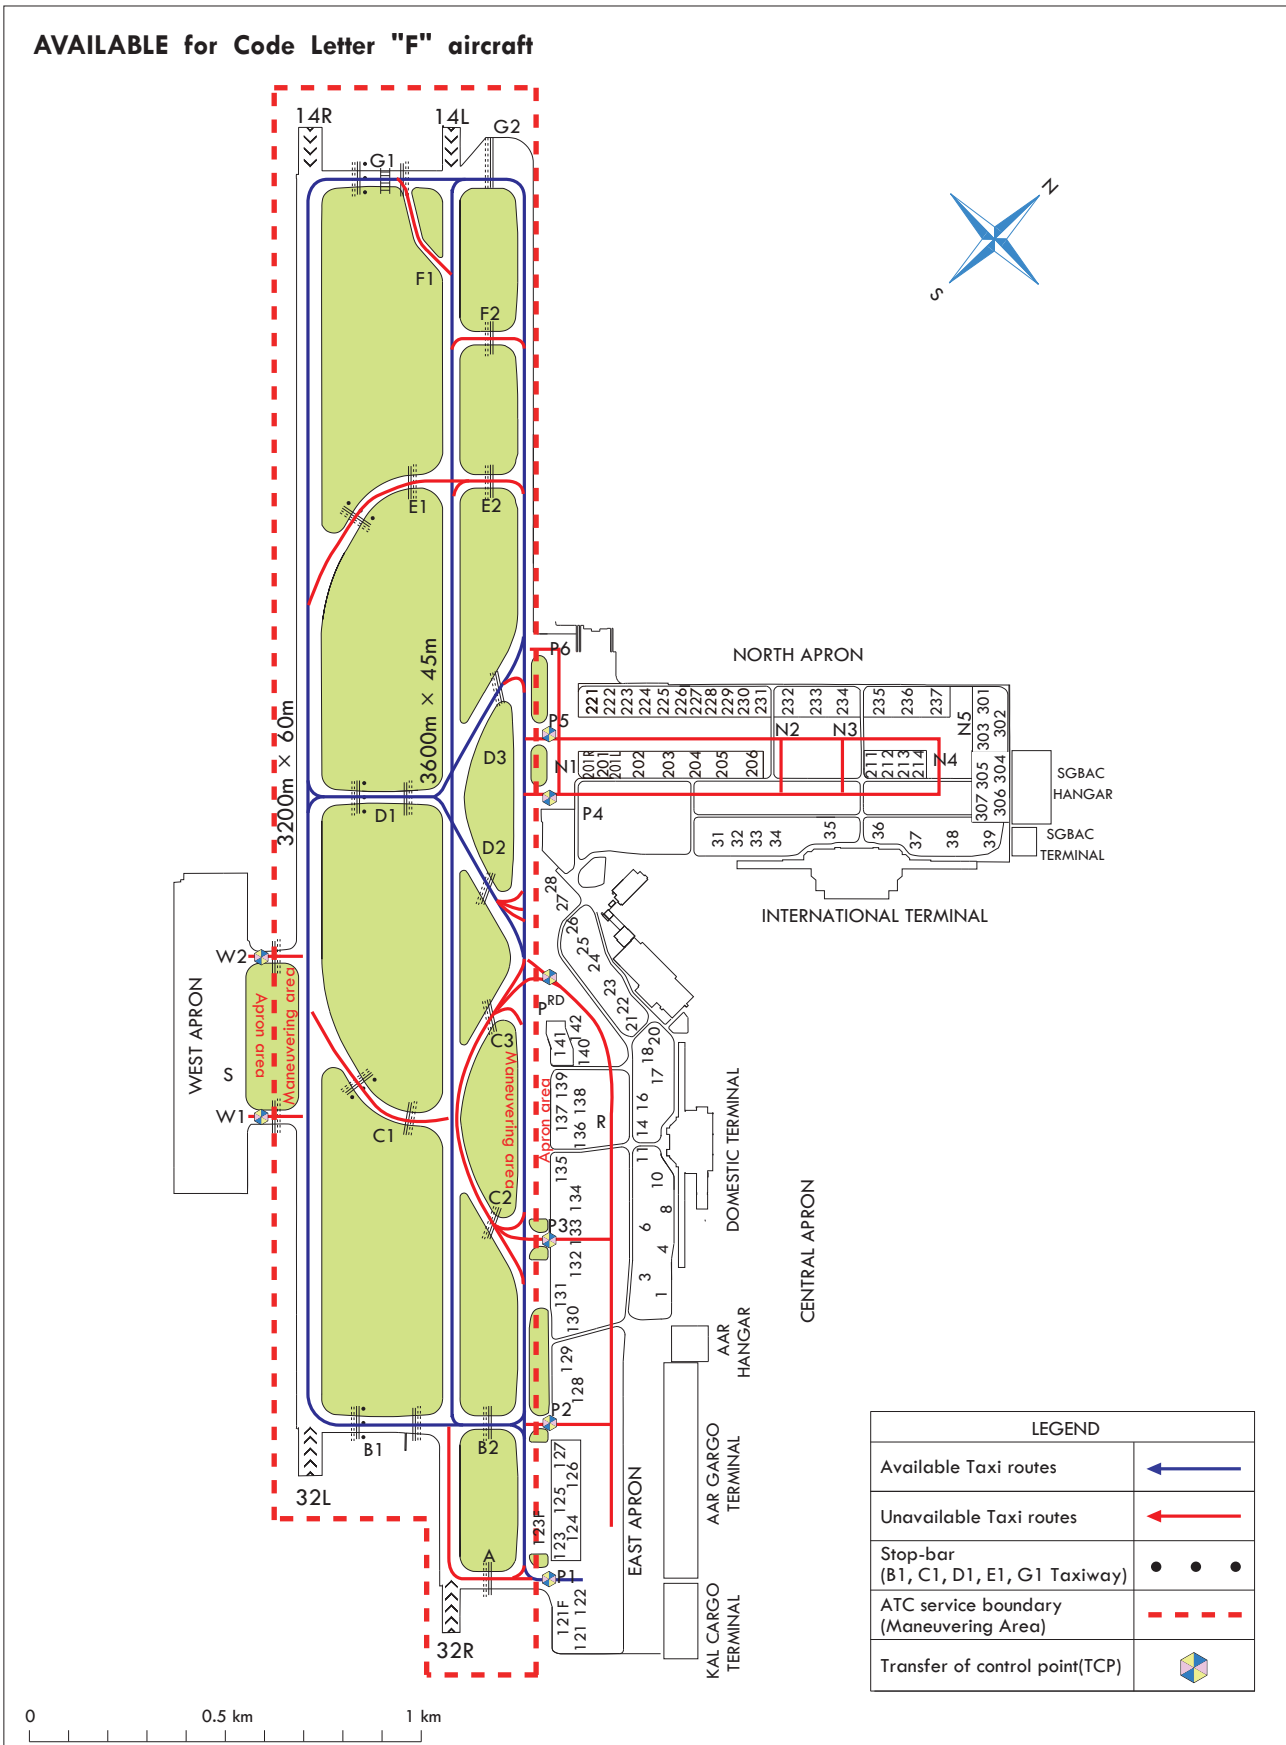 AVAILABLE for Code Letter "F" aircraft
14R
14L
G2
G1
N
S
F1
F2
E1
E2
3200m × 60m
3600m × 45m
P6
NORTH APRON
221
222
223
224
225
226
227
228
229
230
231
232
233
234
235
236
237
N5
301
302
303
P5
N2
N3
D3
N1
201R
201
201L
202
203
204
205
206
211
212
213
214
N4
305
304
307
306
SGBAC
HANGAR
D1
P4
31
32
33
34
35
36
37
38
39
SGBAC
TERMINAL
D2
INTERNATIONAL TERMINAL
28
27
26
25
24
23
22
21
W2
WEST APRON
Apron area
Maneuvering area
S
W1
P RD
C3
42
141
140
20
18
17
16
14
139
138
137
136
R
Maneuvering area
Apron area
C1
DOMESTIC TERMINAL
135
134
133
132
131
130
11
10
8
6
4
3
1
C2
P3
CENTRAL APRON
AAR
HANGAR
129
128
P2
B1
B2
127
126
125
124
123
123F
EAST APRON
AAR GARGO
TERMINAL
32L
A
P1
121F
121
122
32R
KAL CARGO
TERMINAL
LEGEND
Available Taxi routes
Unavailable Taxi routes
Stop-bar
(B1, C1, D1, E1, G1 Taxiway)
ATC service boundary
(Maneuvering Area)
Transfer of control point(TCP)
0
0.5 km
1 km